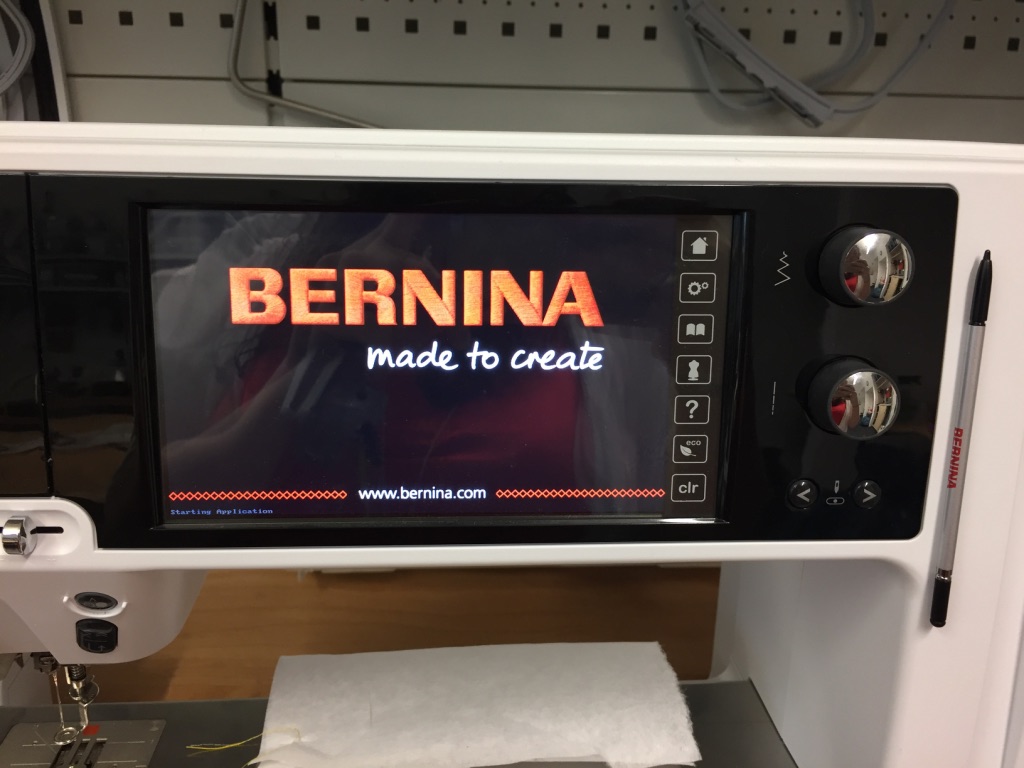 BERNINA
made to create
www.bernina.com
Starting Application
?
eco
clr
BERNINA